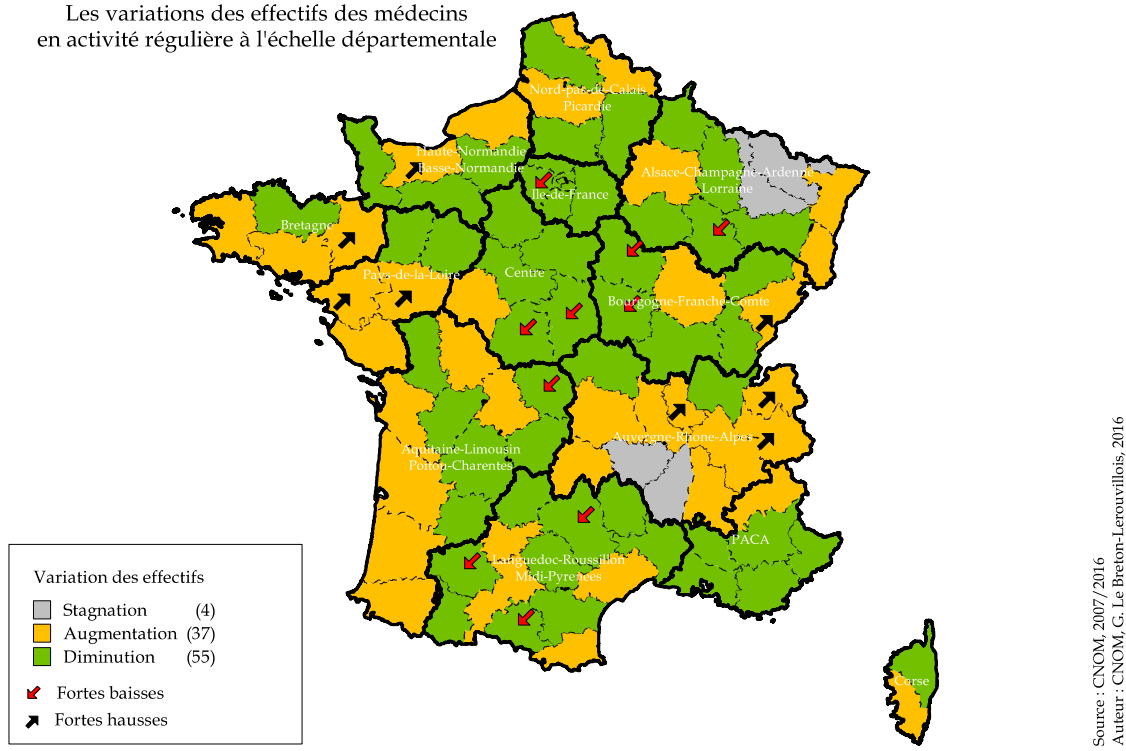 Les variations des effectifs des médecins
en activité régulière à l'échelle départementale
Nord-pas-de-Calais
Picardie
Haute-Normandie
Basse-Normandie
Ile-de-France
Alsace-Champagne-Ardenne
Lorraine
Bretagne
Pays-de-la-Loire
Centre
Bourgogne-Franche-Comte
Auvergne-Rhone-Alpes
Aquitaine-Limousin
Poitou-Charentes
PACA
Languedoc-Roussillon
Midi-Pyrenees
Corse
Variation des effectifs
Stagnation (4)
Augmentation (37)
Diminution (55)
Fortes baisses
Fortes hausses
Source : CNOM, 2007/2016
Auteur : CNOM, G. Le Breton-Lerouvillois, 2016